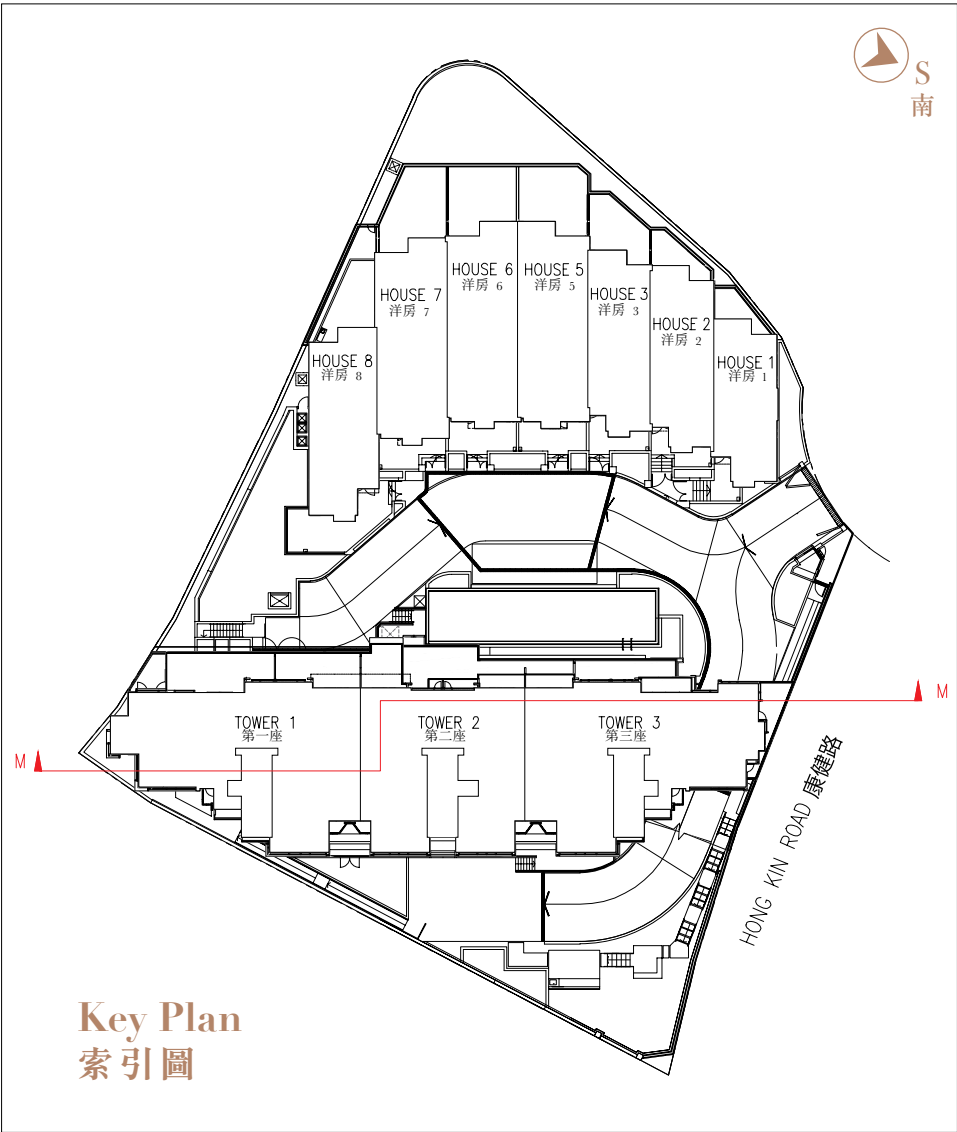 S
南
HOUSE 6
洋房 6
HOUSE 5
洋房 5
HOUSE 7
洋房 7
HOUSE 3
洋房 3
HOUSE 2
洋房 2
HOUSE 8
洋房 8
HOUSE 1
洋房 1
M
TOWER 1
第一座
TOWER 2
第二座
TOWER 3
第三座
M
HONG KIN ROAD 康健路
Key Plan
索引圖